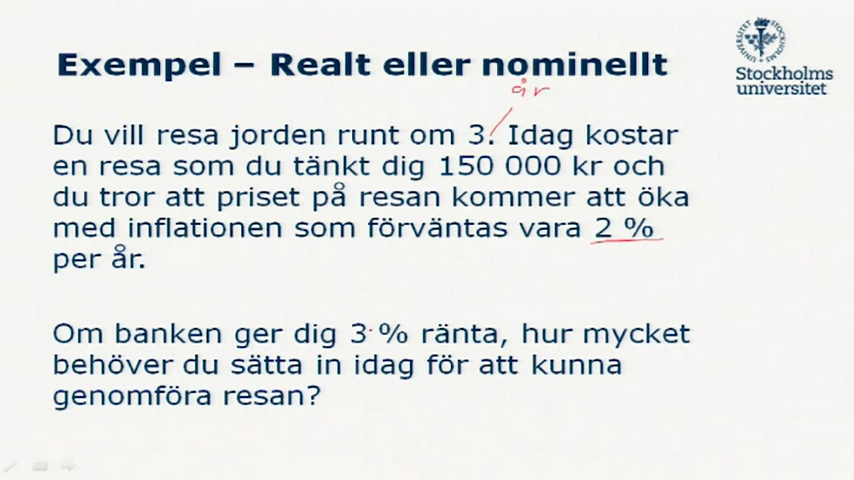 Exempel – Realt eller nominellt
Stockholms
universitet
år
Du vill resa jorden runt om 3. Idag kostar
en resa som du tänkt dig 150 000 kr och
du tror att priset på resan kommer att öka
med inflationen som förväntas vara 2 %
per år.
Om banken ger dig 3 % ränta, hur mycket
behöver du sätta in idag för att kunna
genomföra resan?